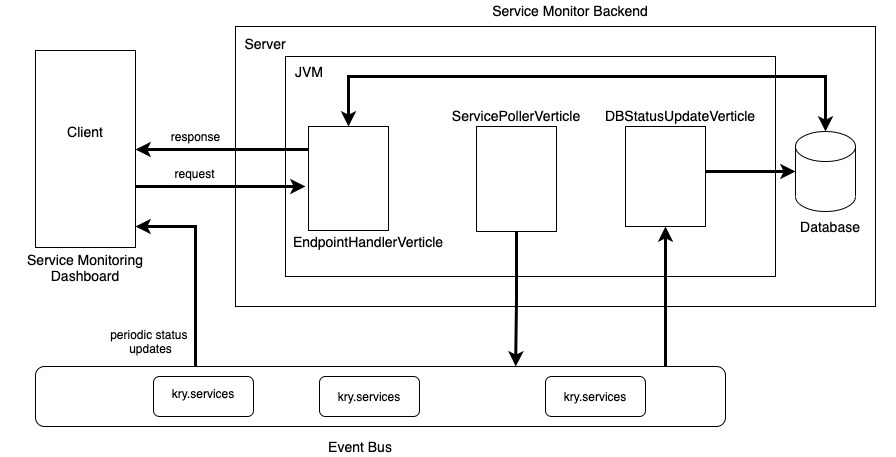 Service Monitor Backend
Server
JVM
Client
ServicePollerVerticle
DBStatusUpdateVerticle
response
request
Database
EndpointHandlerVerticle
Service Monitoring
Dashboard
periodic status
updates
kry.services
kry.services
kry.services
Event Bus